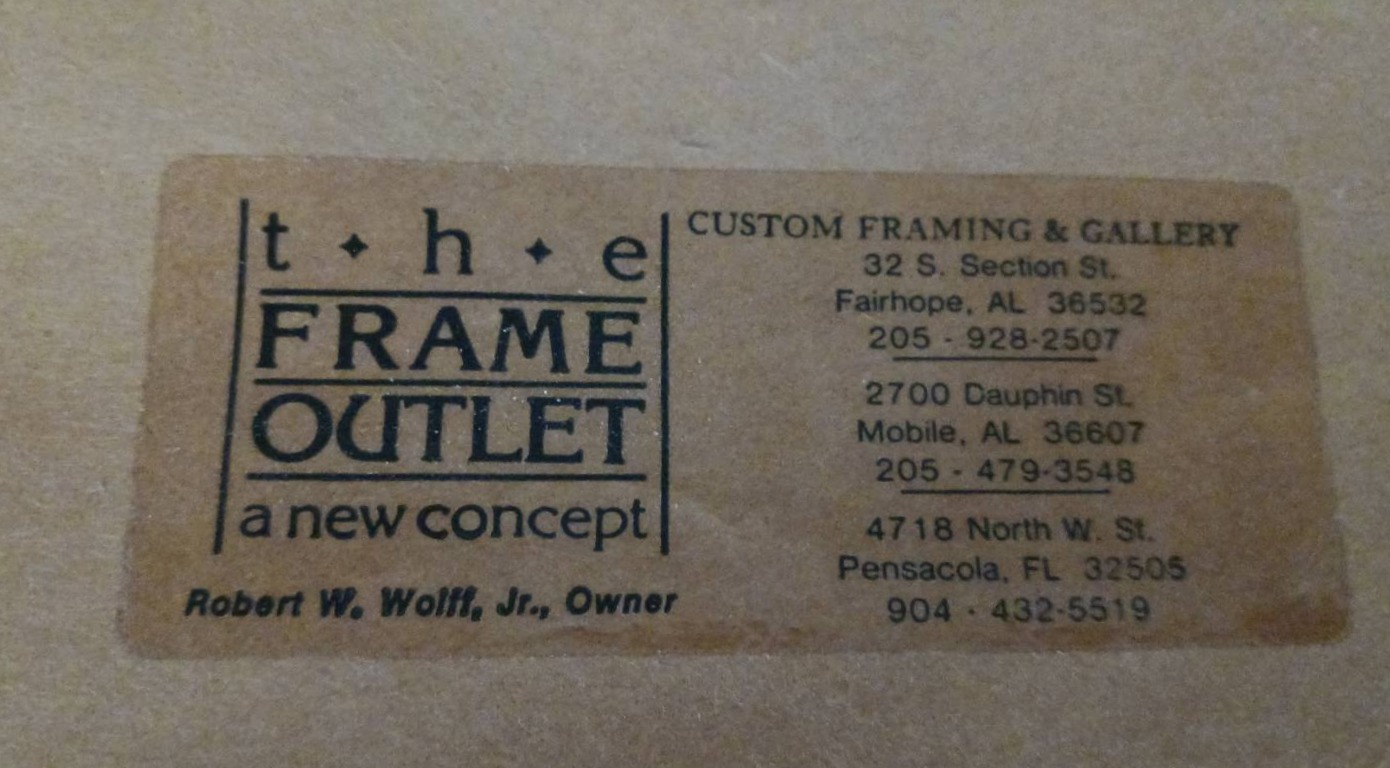 t ✦ h ✦ e
FRAME
OUTLET
a new concept
Robert W. Wolff, Jr., Owner
CUSTOM FRAMING & GALLERY
32 S. Section St.
Fairhope, AL 36532
205 - 928-2507
2700 Dauphin St.
Mobile, AL 36607
205 - 479-3548
4718 North W. St.
Pensacola, FL 32505
904 - 432-5519